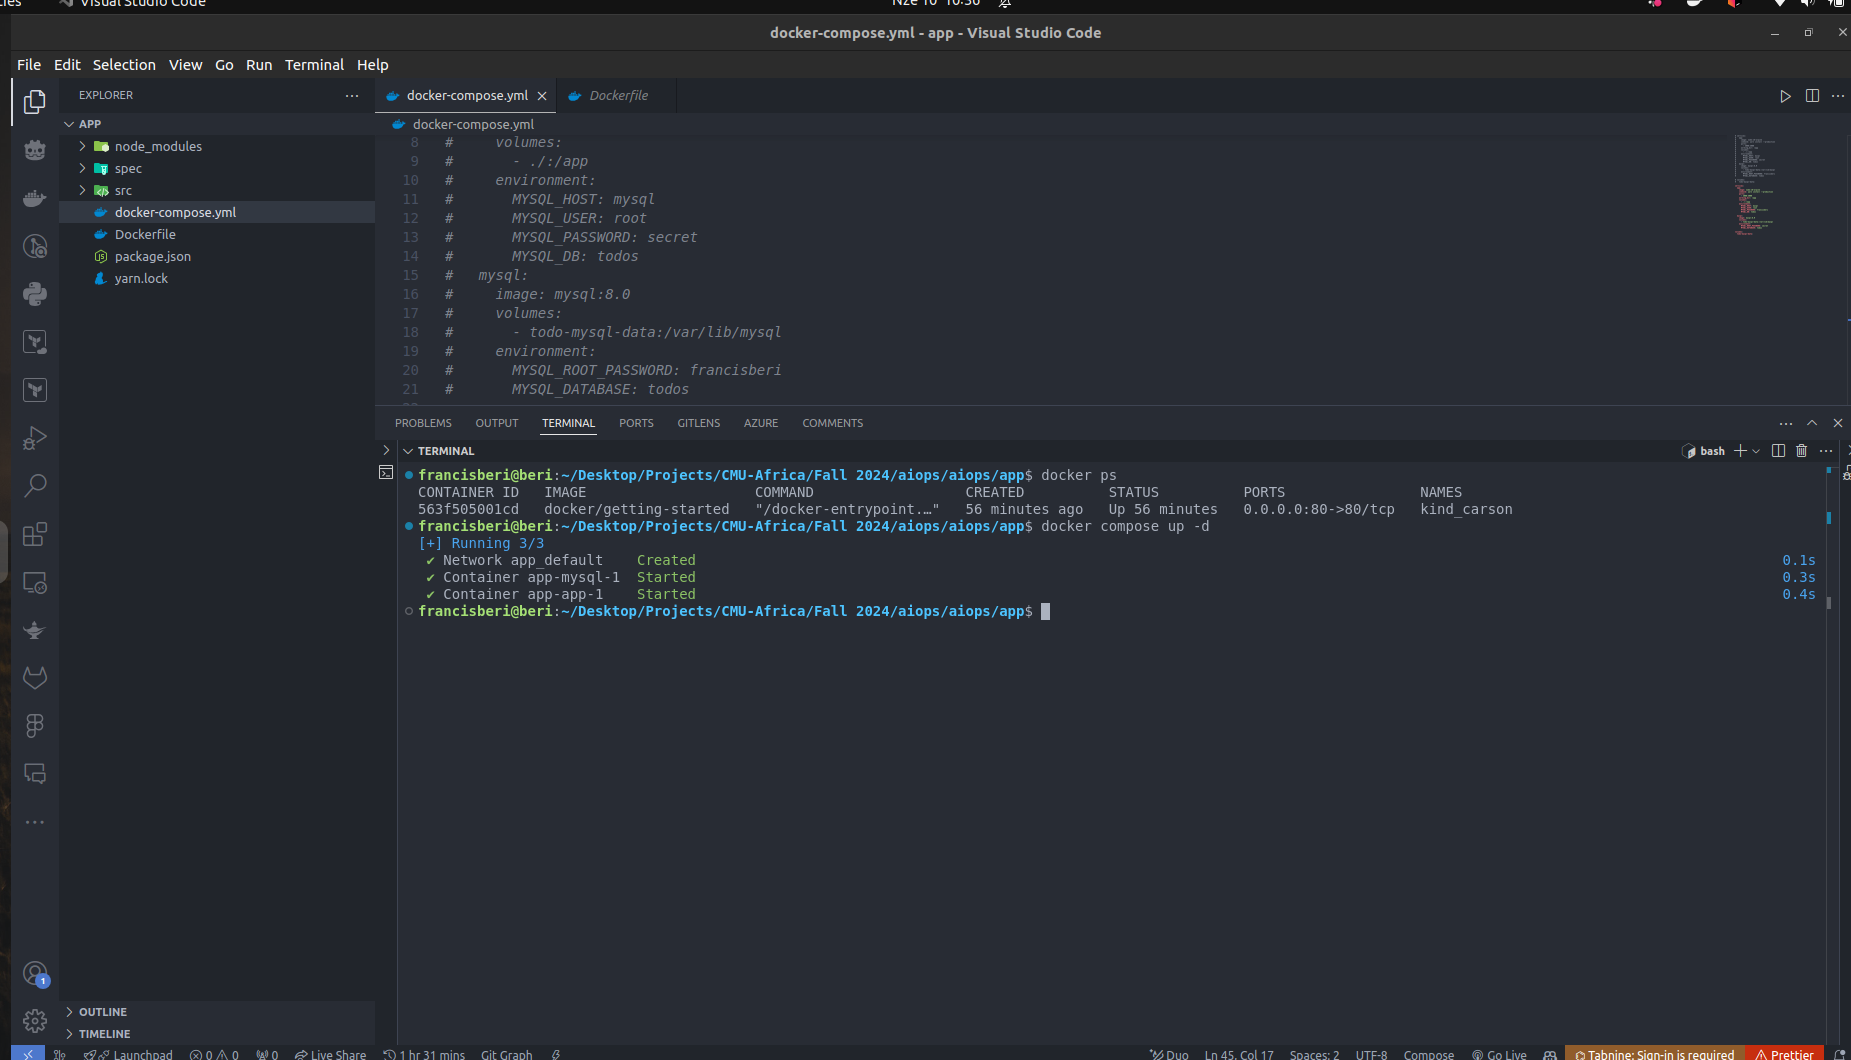 Visual Studio Code
Nze 10 10:36
docker-compose.yml - app - Visual Studio Code
File Edit Selection View Go Run Terminal Help
EXPLORER
APP
node_modules
spec
src
docker-compose.yml
Dockerfile
package.json
yarn.lock
OUTLINE
TIMELINE
docker-compose.yml
Dockerfile
docker-compose.yml
8 # volumes:
9 # - ./:/app
10 # environment:
11 # MYSQL_HOST: mysql
12 # MYSQL_USER: root
13 # MYSQL_PASSWORD: secret
14 # MYSQL_DB: todos
15 # mysql:
16 # image: mysql:8.0
17 # volumes:
18 # - todo-mysql-data:/var/lib/mysql
19 # environment:
20 # MYSQL_ROOT_PASSWORD: francisberi
21 # MYSQL_DATABASE: todos
PROBLEMS OUTPUT TERMINAL PORTS GITLENS AZURE COMMENTS
TERMINAL
bash
francisberi@beri:~/Desktop/Projects/CMU-Africa/Fall 2024/aiops/aiops/app$ docker ps
CONTAINER ID IMAGE COMMAND CREATED STATUS PORTS NAMES
563f505001cd docker/getting-started "/docker-entrypoint.…" 56 minutes ago Up 56 minutes 0.0.0.0:80->80/tcp kind_carson
francisberi@beri:~/Desktop/Projects/CMU-Africa/Fall 2024/aiops/aiops/app$ docker compose up -d
[+] Running 3/3
✔ Network app_default Created 0.1s
✔ Container app-mysql-1 Started 0.3s
✔ Container app-app-1 Started 0.4s
francisberi@beri:~/Desktop/Projects/CMU-Africa/Fall 2024/aiops/aiops/app$
1
Launchpad 0 0 0 Live Share 1 hr 31 mins Git Graph Duo Ln 45, Col 17 Spaces: 2 UTF-8 Compose Go Live Tabnine: Sign-in is required Prettier